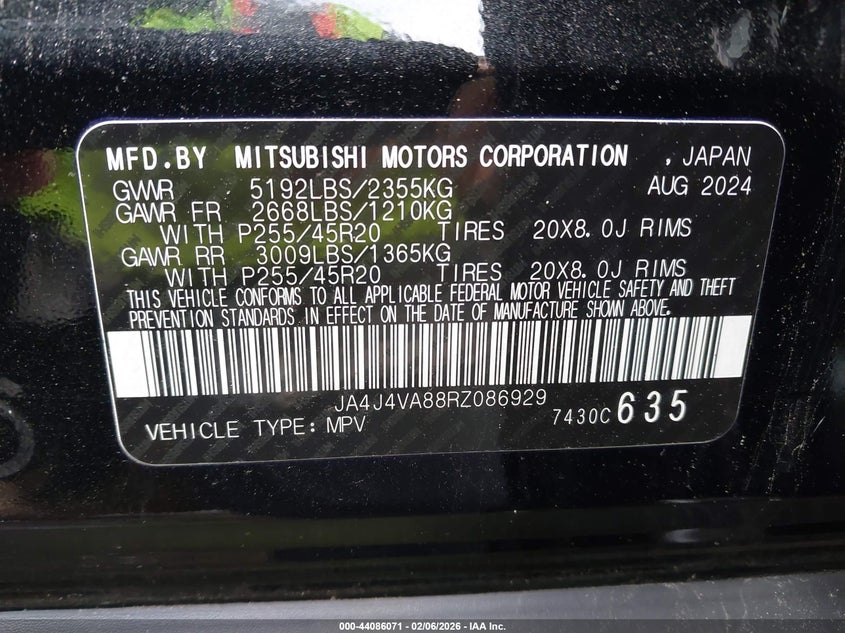 MFD.BY MITSUBISHI MOTORS CORPORATION , JAPAN
GVWR 5192LBS/2355KG AUG 2024
GAWR FR 2668LBS/1210KG
WITH P255/45R20 TIRES 20X8.0J RIMS
GAWR RR 3009LBS/1365KG
WITH P255/45R20 TIRES 20X8.0J RIMS
THIS VEHICLE CONFORMS TO ALL APPLICABLE FEDERAL MOTOR VEHICLE SAFETY AND THEFT
PREVENTION STANDARDS IN EFFECT ON THE DATE OF MANUFACTURE SHOWN ABOVE.
JA4J4VA88RZ086929
VEHICLE TYPE: MPV 7430C 635
000-44086071 - 02/06/2026 - IAA Inc.